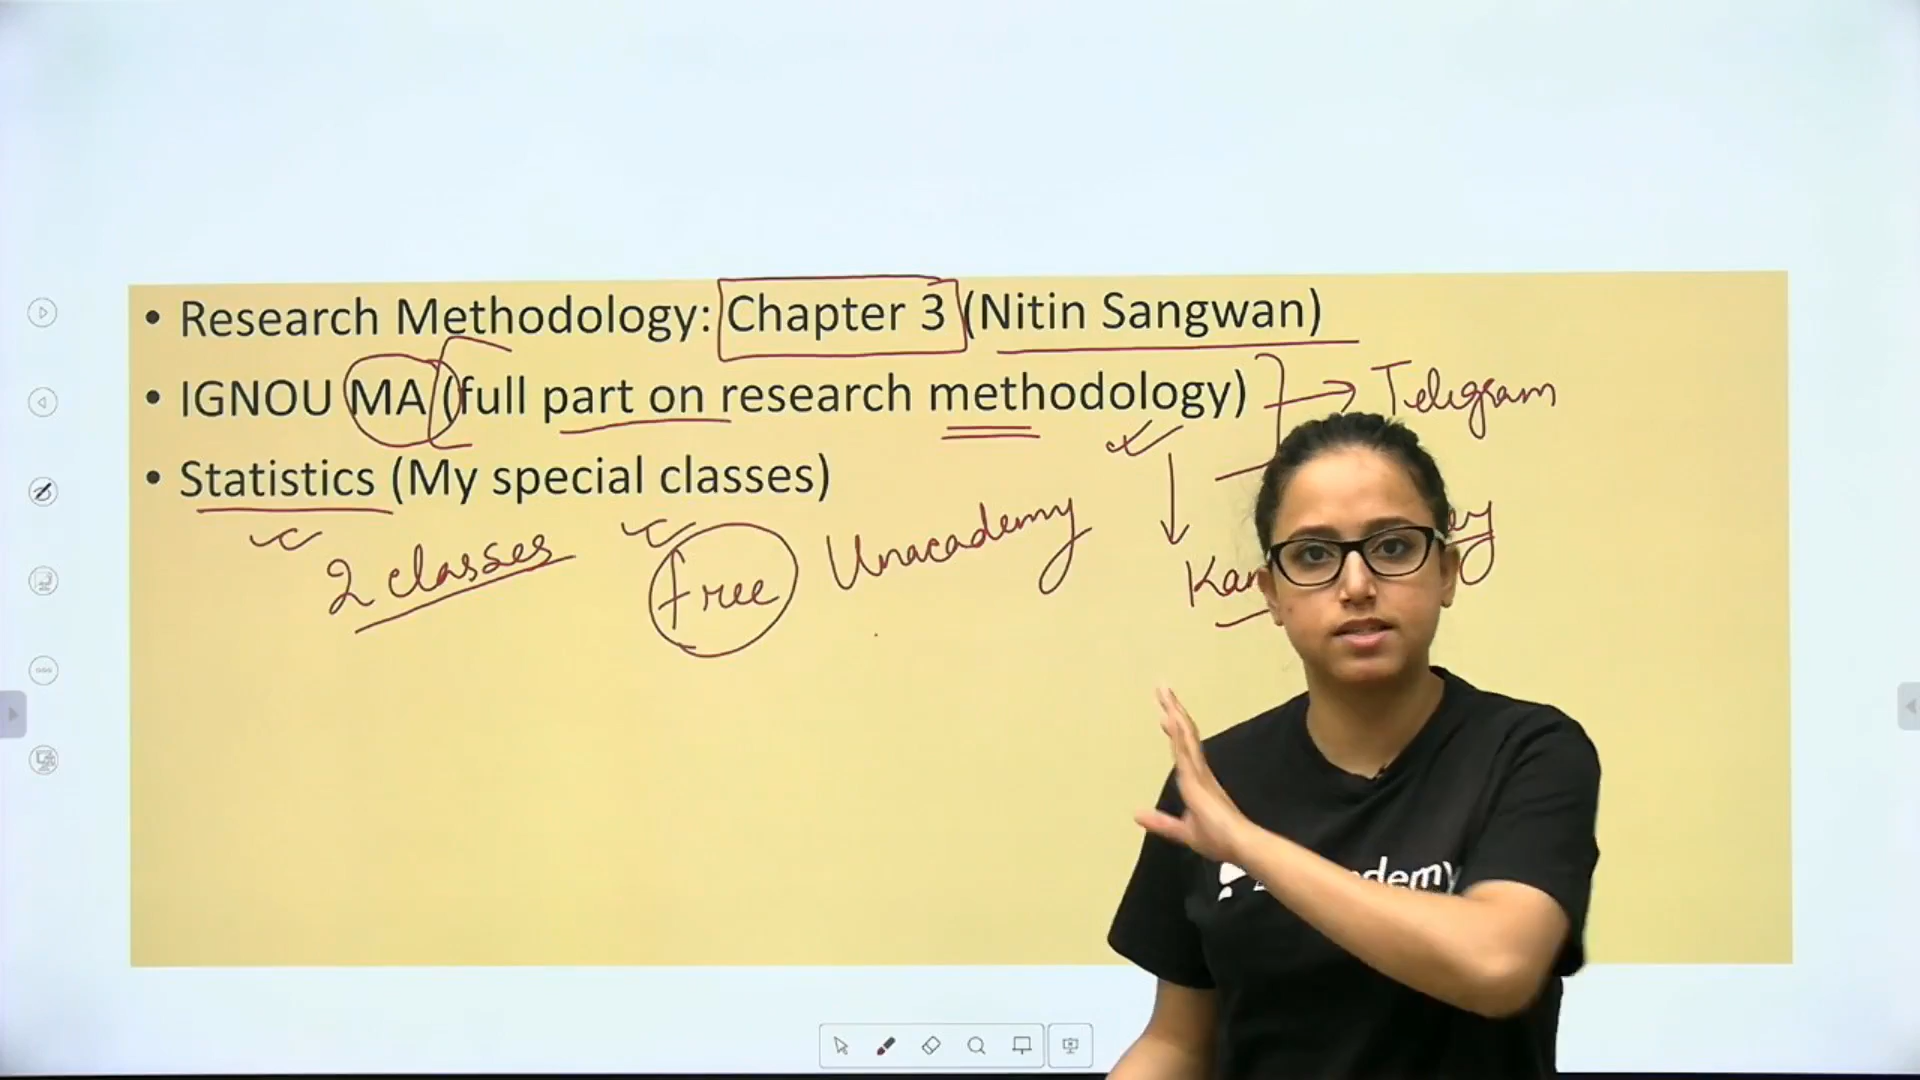 • Research Methodology: Chapter 3 (Nitin Sangwan)
• IGNOU MA (full part on research methodology)
Telegram
• Statistics (My special classes)
2 classes
Free
Unacademy